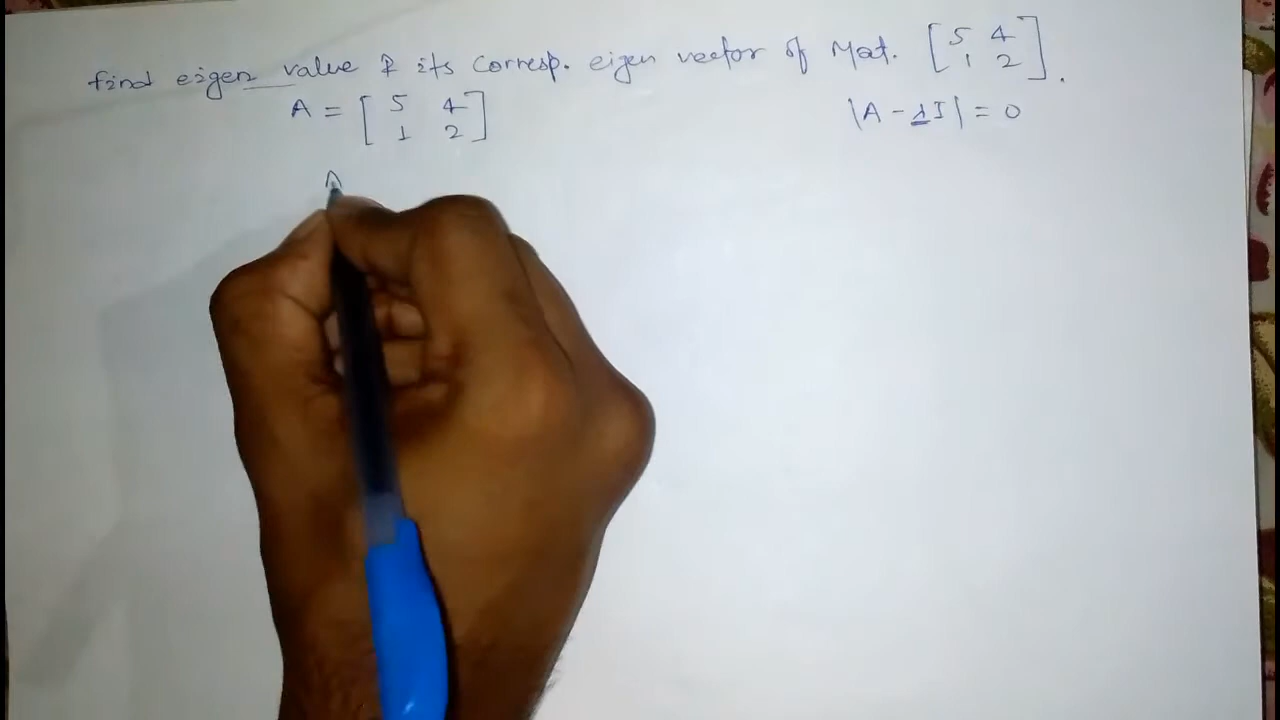 find eigen value & its corresp. eigen vector of Mat. [5 4
1 2].
A = [5 4
1 2]
|A - λI| = 0
A